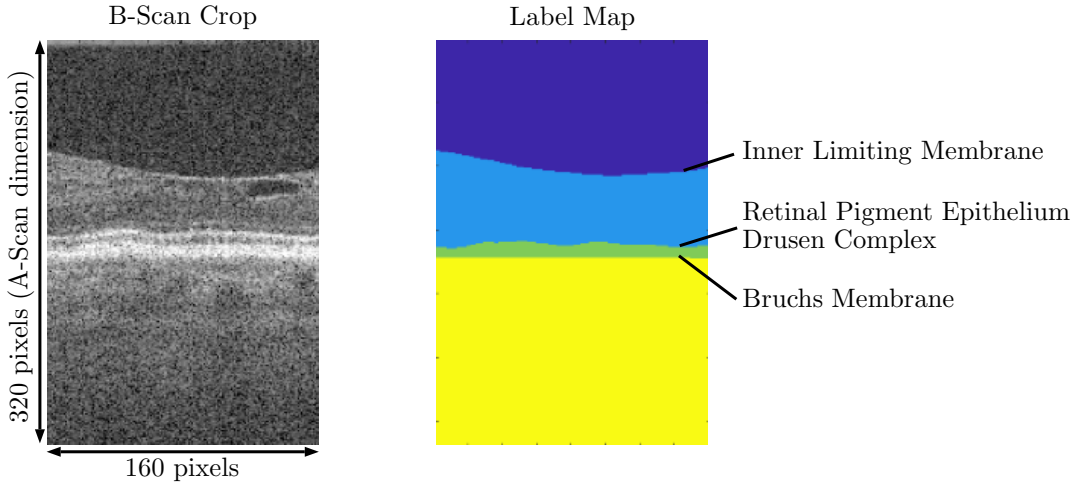 B-Scan Crop
Label Map
320 pixels (A-Scan dimension)
160 pixels
Inner Limiting Membrane
Retinal Pigment Epithelium
Drusen Complex
Bruchs Membrane